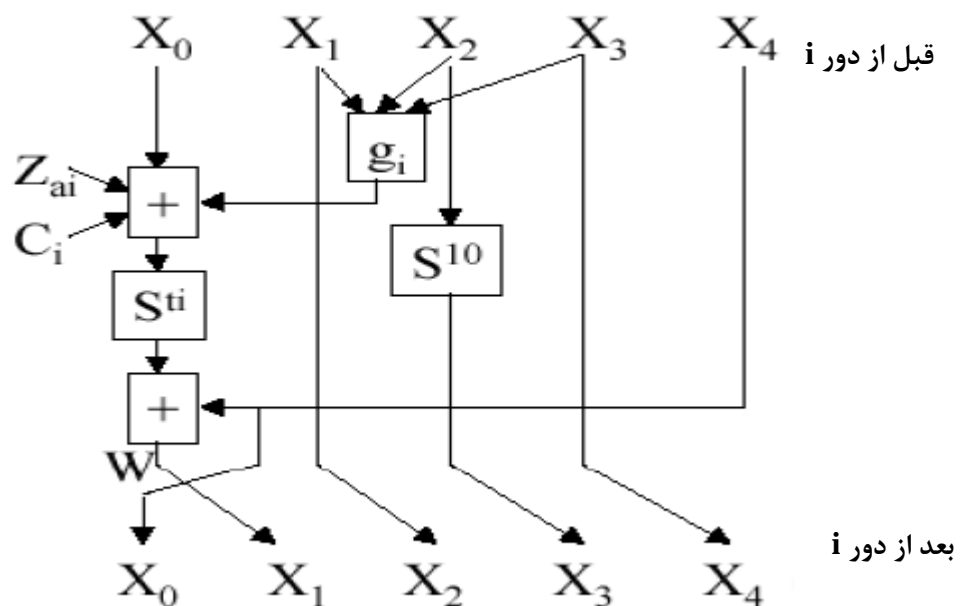 X₀ X₁ X₂ X₃ X₄ قبل از دور i
gᵢ
Zₐᵢ
+
Cᵢ
S¹⁰
Sᵗⁱ
+
W
بعد از دور i
X₀ X₁ X₂ X₃ X₄